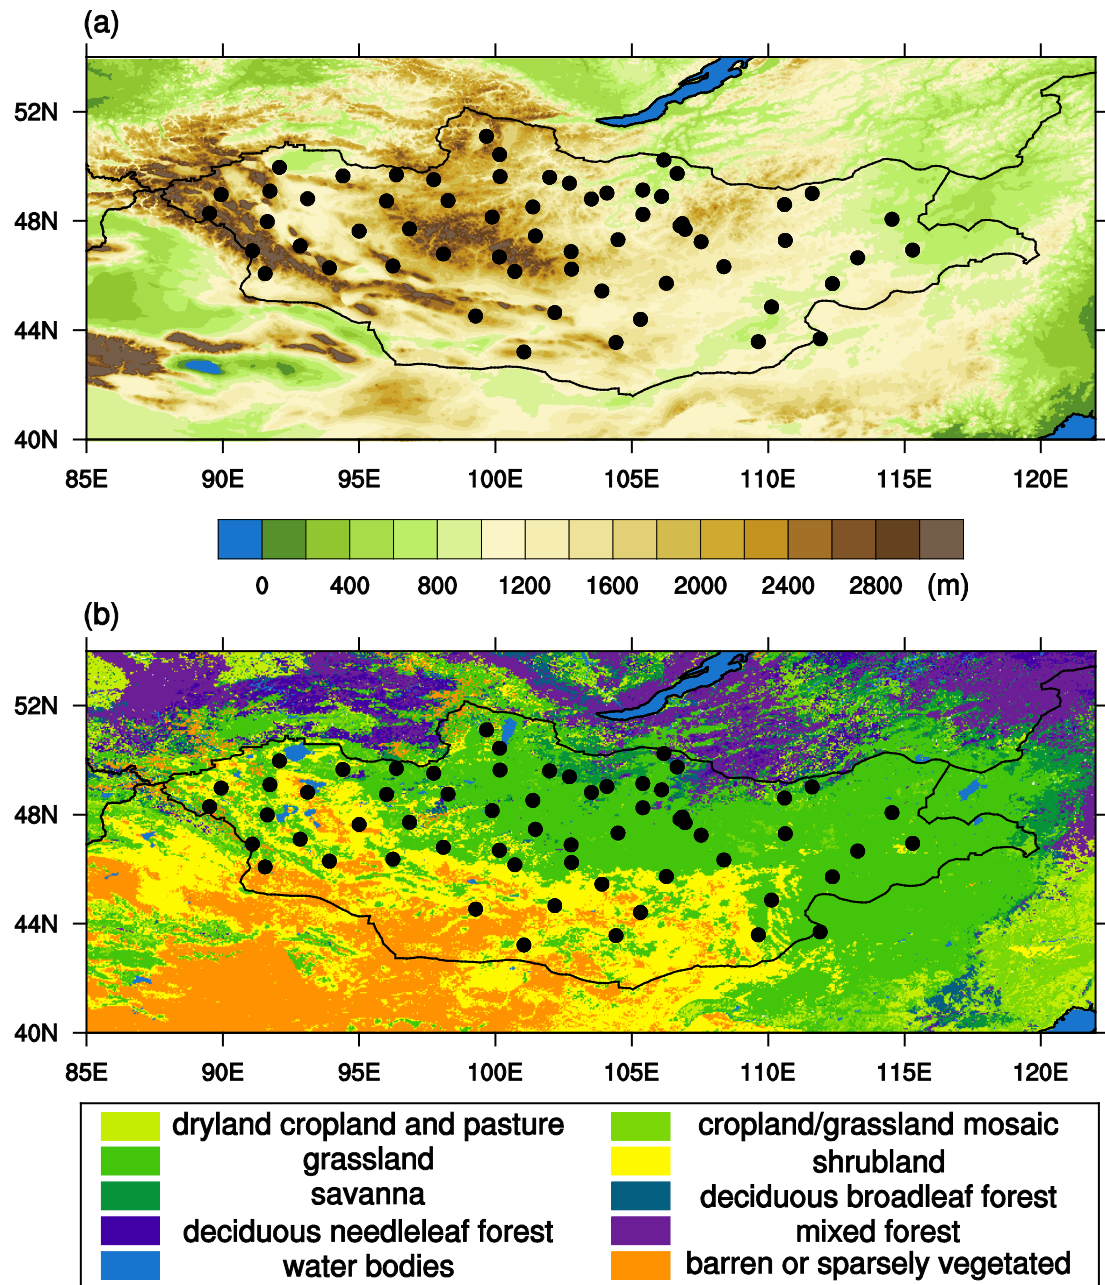 (a)
52N
48N
44N
40N
85E 90E 95E 100E 105E 110E 115E 120E
0 400 800 1200 1600 2000 2400 2800 (m)
(b)
52N
48N
44N
40N
85E 90E 95E 100E 105E 110E 115E 120E
dryland cropland and pasture cropland/grassland mosaic
grassland shrubland
savanna deciduous broadleaf forest
deciduous needleleaf forest mixed forest
water bodies barren or sparsely vegetated